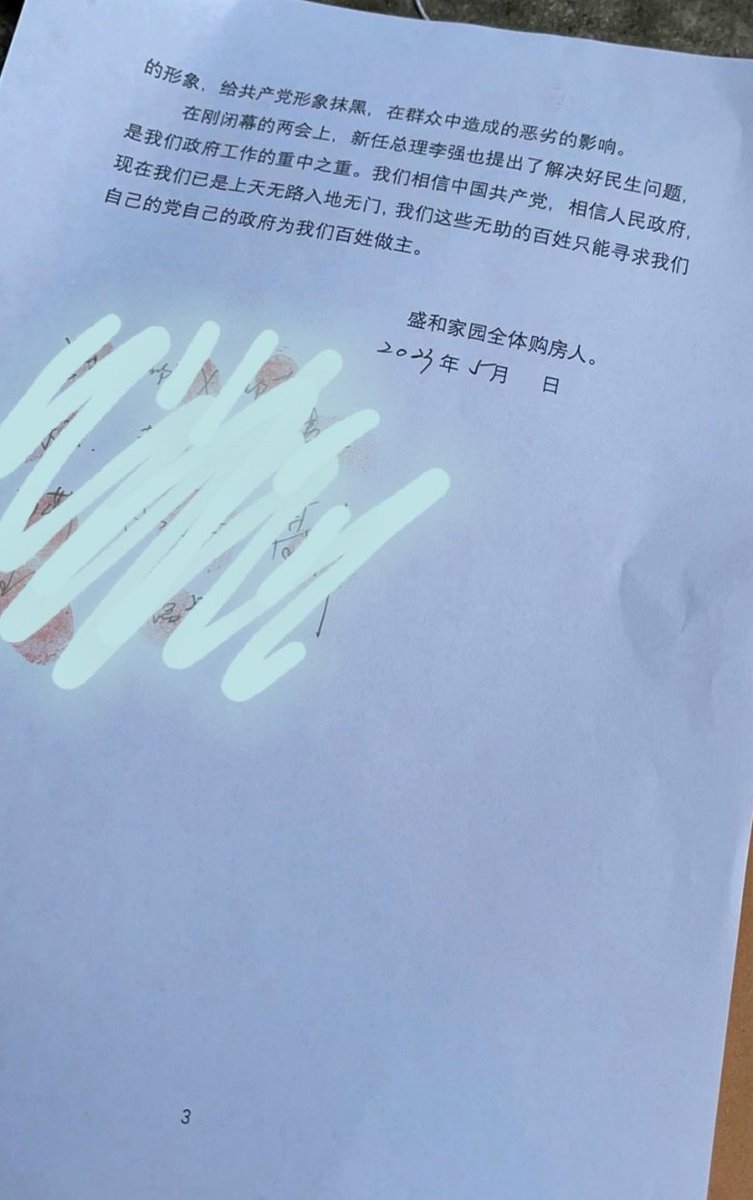 的形象，给共产党形象抹黑，在群众中造成的恶劣的影响。
在刚闭幕的两会上，新任总理李强也提出了解决好民生问题，
是我们政府工作的重中之重。我们相信中国共产党，相信人民政府，
现在我们已是上天无路入地无门，我们这些无助的百姓只能寻求我们
自己的党自己的政府为我们百姓做主。
盛和家园全体购房人。
2023年5月 日
3